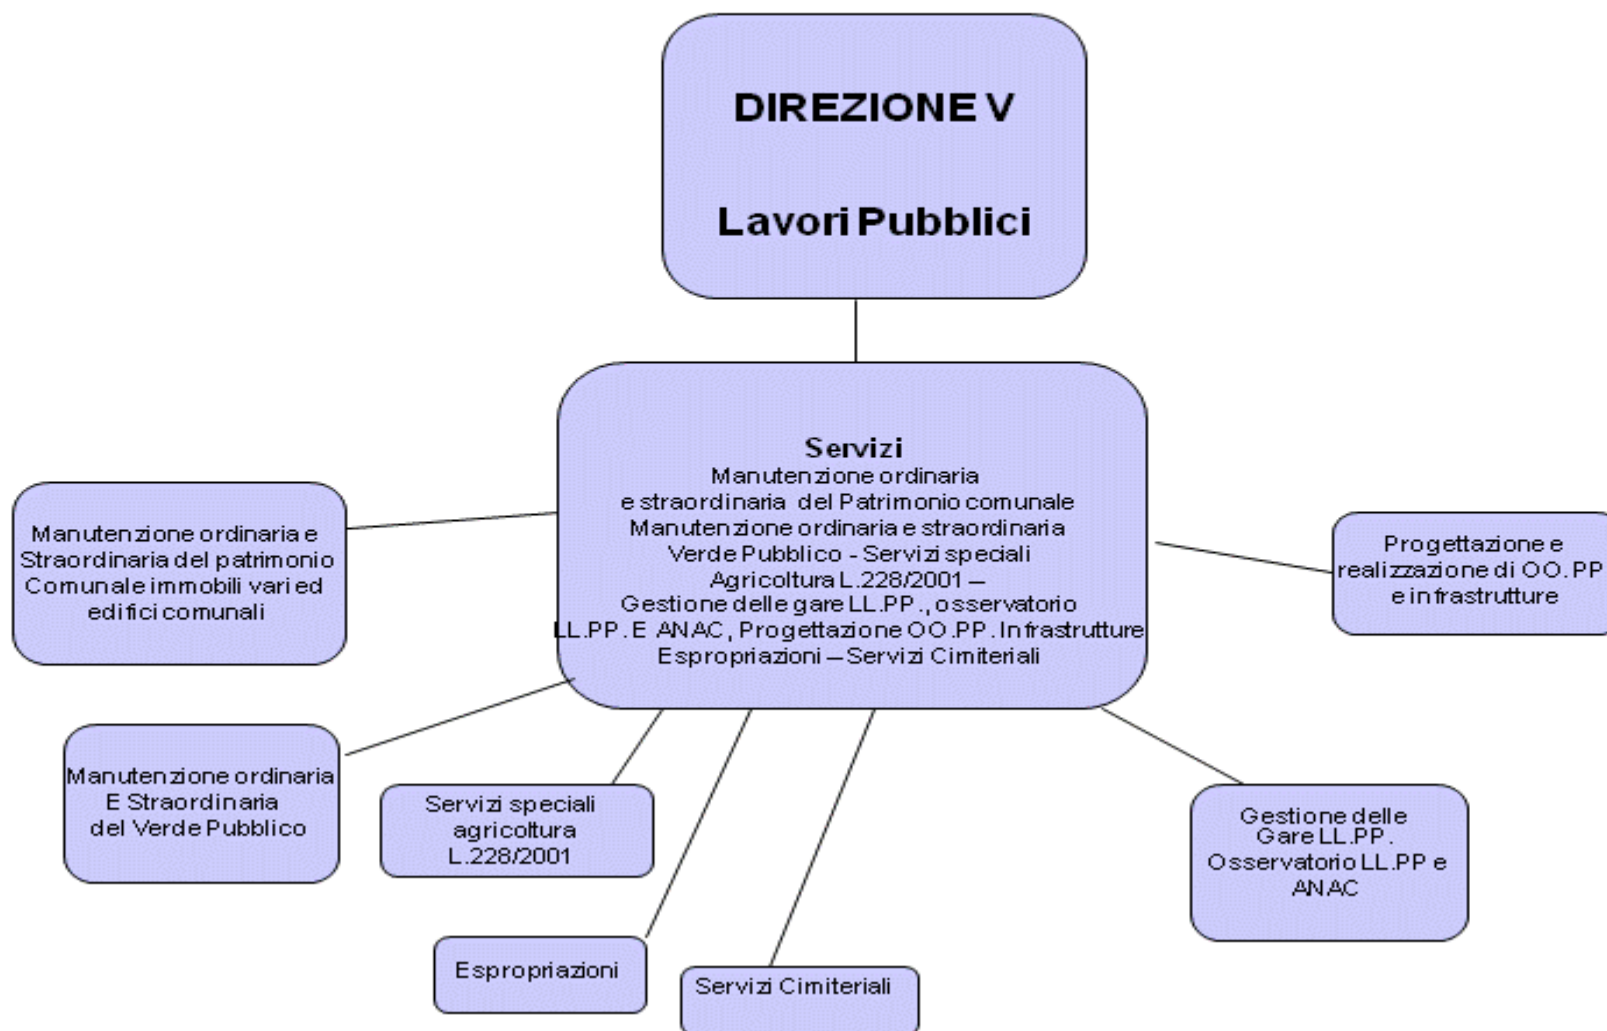 DIREZIONE V
Lavori Pubblici
Servizi
Manutenzione ordinaria
e straordinaria del Patrimonio comunale
Manutenzione ordinaria e straordinaria
Verde Pubblico - Servizi speciali
Agricoltura L.228/2001 –
Gestione delle gare LL.PP., osservatorio
LL.PP. E ANAC, Progettazione OO.PP. Infrastrutture
Espropriazioni – Servizi Cimiteriali
Manutenzione ordinaria e
Straordinaria del patrimonio
Comunale immobili vari ed
edifici comunali
Progettazione e
realizzazione di OO.PP
e infrastrutture
Manutenzione ordinaria
E Straordinaria
del Verde Pubblico
Servizi speciali
agricoltura
L.228/2001
Gestione delle
Gare LL.PP.
Osservatorio LL.PP e
ANAC
Espropriazioni
Servizi Cimiteriali